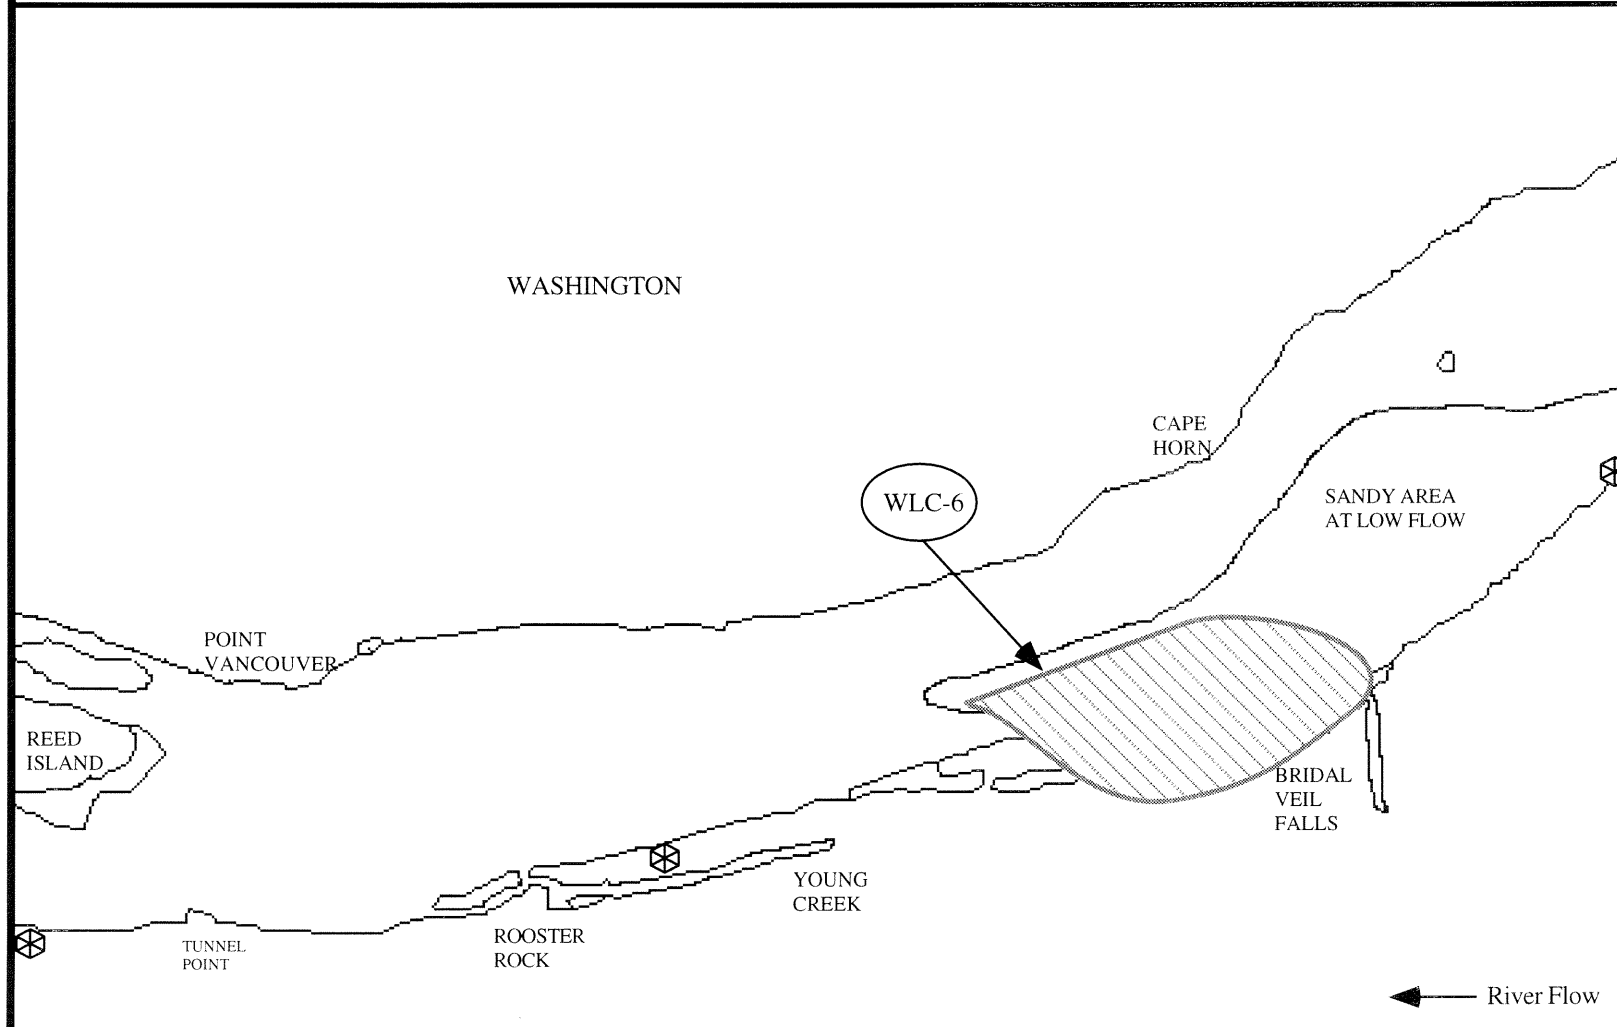 WASHINGTON
CAPE
HORN
WLC-6
SANDY AREA
AT LOW FLOW
POINT
VANCOUVER
REED
ISLAND
BRIDAL
VEIL
FALLS
YOUNG
CREEK
ROOSTER
ROCK
TUNNEL
POINT
River Flow